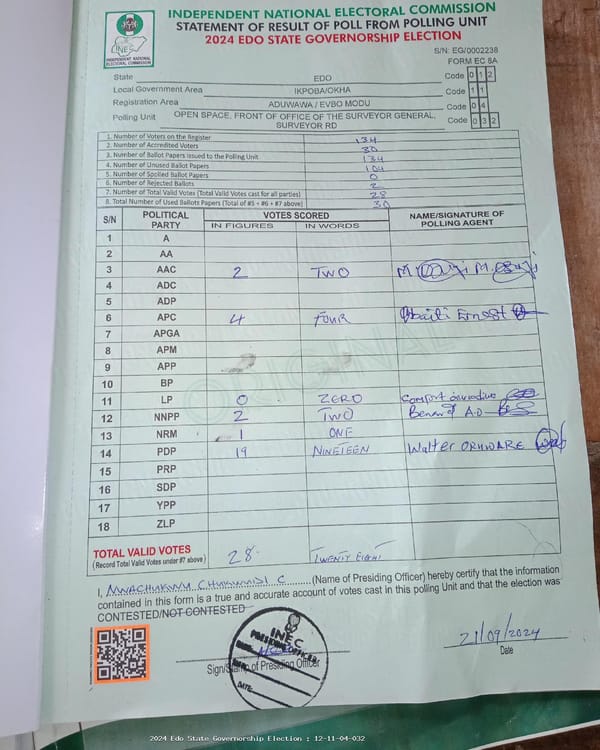 INEC
INDEPENDENT NATIONAL ELECTORAL COMMISSION
INDEPENDENT NATIONAL ELECTORAL COMMISSION
STATEMENT OF RESULT OF POLL FROM POLLING UNIT
2024 EDO STATE GOVERNORSHIP ELECTION
S/N: EG/0002238
FORM EC 8A
State EDO Code 0 1 2
Local Government Area IKPOBA/OKHA Code 1 1
Registration Area ADUWAWA / EVBO MODU Code 0 4
Polling Unit OPEN SPACE, FRONT OF OFFICE OF THE SURVEYOR GENERAL, SURVEYOR RD Code 0 3 2
1. Number of Voters on the Register 134
2. Number of Accredited Voters 30
3. Number of Ballot Papers Issued to the Polling Unit 134
4. Number of Unused Ballot Papers 104
5. Number of Spoiled Ballot Papers 0
6. Number of Rejected Ballots 2
7. Number of Total Valid Votes (Total Valid Votes cast for all parties) 28
8. Total Number of Used Ballots Papers (Total of #5 + #6 + #7 above) 30
S/N POLITICAL PARTY VOTES SCORED NAME/SIGNATURE OF POLLING AGENT
IN FIGURES IN WORDS
1 A
2 AA
3 AAC 2 TWO
4 ADC
5 ADP
6 APC 4 FOUR Ernest
7 APGA
8 APM
9 APP
10 BP
11 LP 0 ZERO Comfort
12 NNPP 2 TWO Benard A.D
13 NRM 1 ONE
14 PDP 19 NINETEEN Walter ORHUARE
15 PRP
16 SDP
17 YPP
18 ZLP
ORIGINAL
TOTAL VALID VOTES 28 TWENTY EIGHT
(Record Total Valid Votes under #7 above)
I, NWACHUKWU CHUKWUDI C (Name of Presiding Officer) hereby certify that the information
contained in this form is a true and accurate account of votes cast in this polling Unit and that the election was
CONTESTED/NOT CONTESTED
INEC
PRESIDING OFFICER
DATE:
21/09/2024
Sign/Stamp of Presiding Officer
Date
2024 Edo State Governorship Election : 12-11-04-032